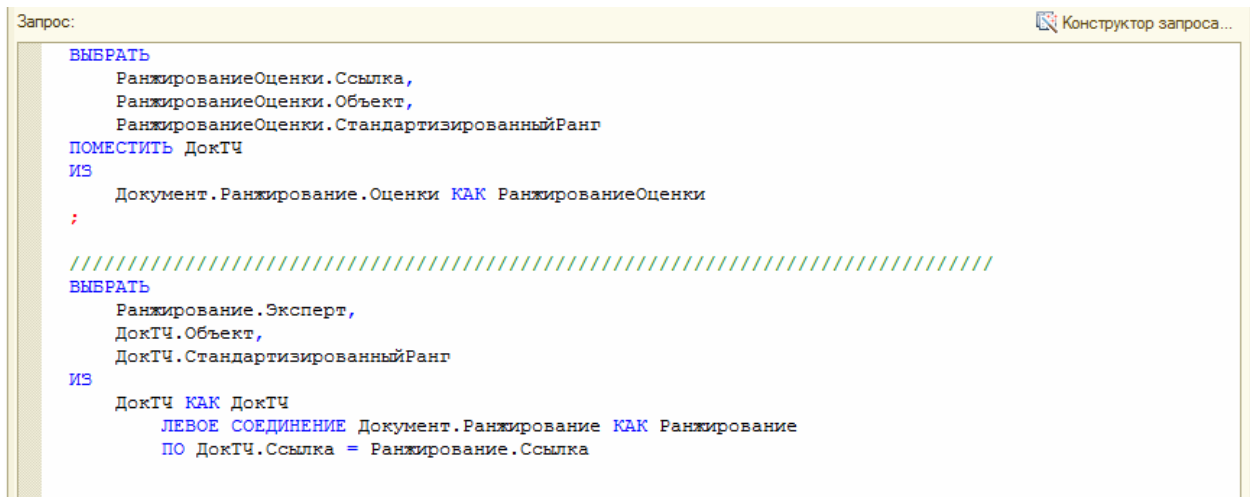 Запрос:
Конструктор запроса...
ВЫБРАТЬ
РанжированиеОценки.Ссылка,
РанжированиеОценки.Объект,
РанжированиеОценки.СтандартизированныйРанг
ПОМЕСТИТЬ ДокТЧ
ИЗ
Документ.Ранжирование.Оценки КАК РанжированиеОценки
;
////////////////////////////////////////////////////////////////////////////////
ВЫБРАТЬ
Ранжирование.Эксперт,
ДокТЧ.Объект,
ДокТЧ.СтандартизированныйРанг
ИЗ
ДокТЧ КАК ДокТЧ
ЛЕВОЕ СОЕДИНЕНИЕ Документ.Ранжирование КАК Ранжирование
ПО ДокТЧ.Ссылка = Ранжирование.Ссылка